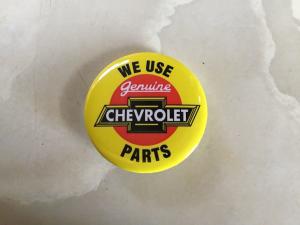 WE USE
Genuine
CHEVROLET
PARTS